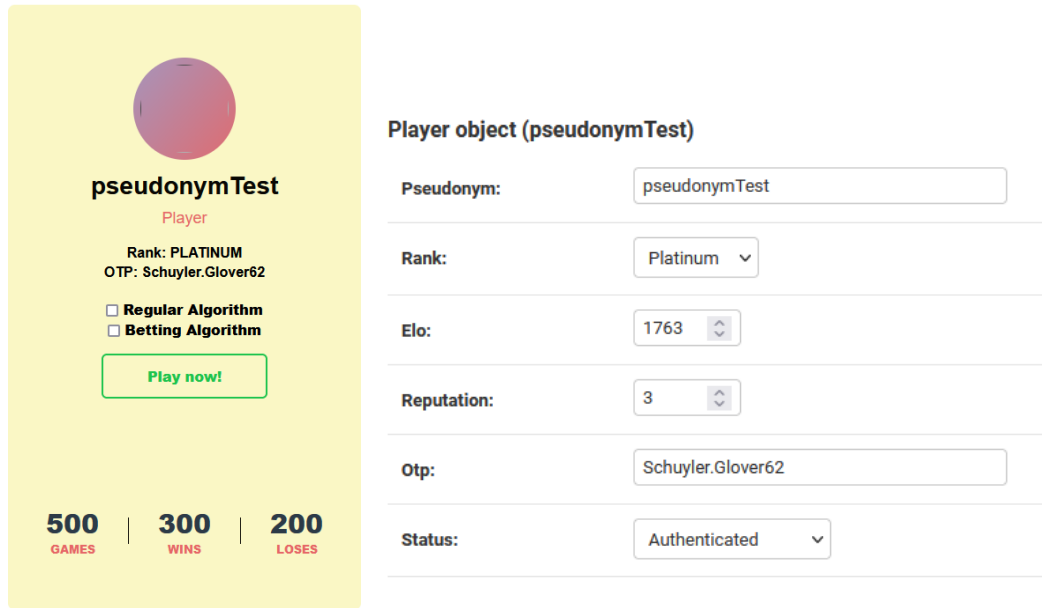 pseudonymTest
Player
Rank: PLATINUM
OTP: Schuyler.Glover62
Regular Algorithm
Betting Algorithm
Play now!
500 300 200
GAMES WINS LOSES
Player object (pseudonymTest)
Pseudonym: pseudonymTest
Rank: Platinum
Elo: 1763
Reputation: 3
Otp: Schuyler.Glover62
Status: Authenticated